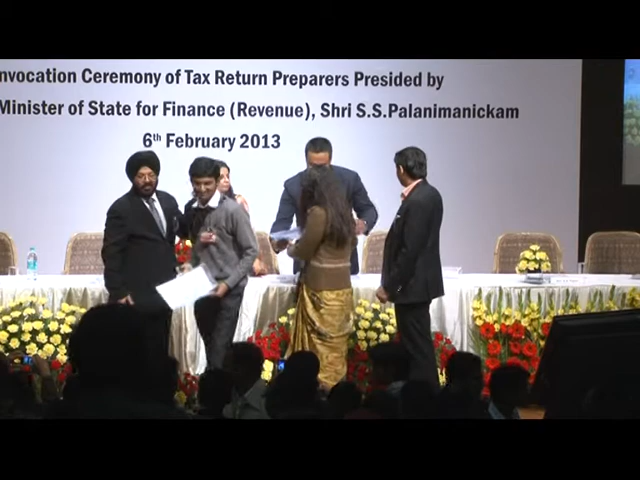 nvocation Ceremony of Tax Return Preparers Presided by
Minister of State for Finance (Revenue), Shri S.S.Palanimanickam
6th February 2013